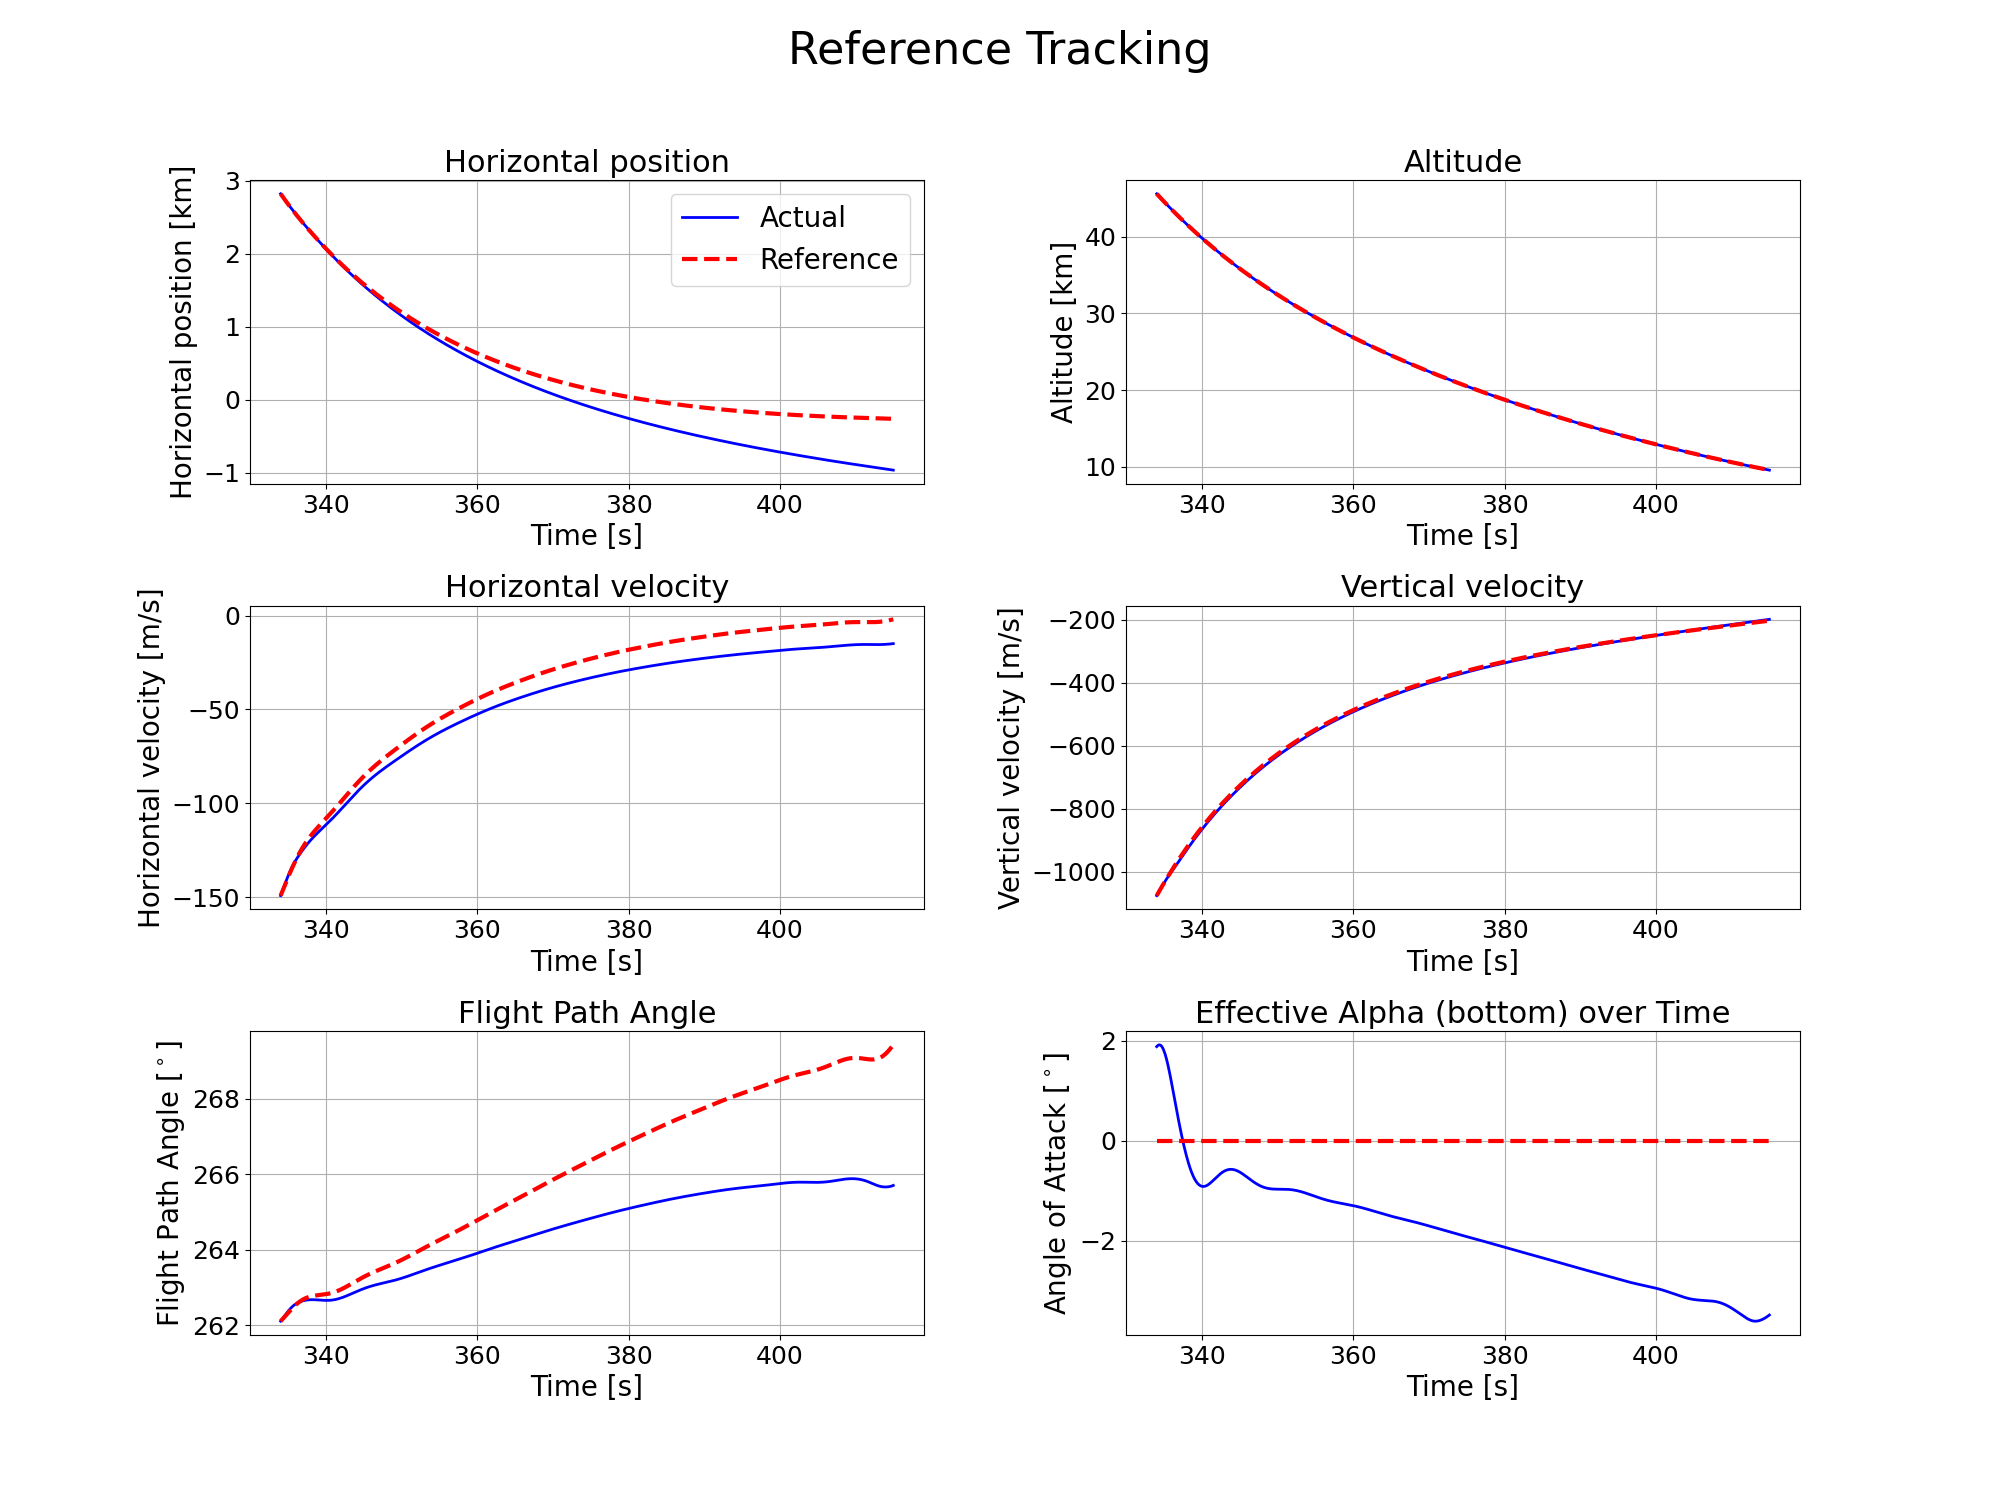 Reference Tracking
Horizontal position
Horizontal position [km]
3
2
1
0
−1
Actual
Reference
340 360 380 400
Time [s]
Altitude
Altitude [km]
40
30
20
10
340 360 380 400
Time [s]
Horizontal velocity
Horizontal velocity [m/s]
0
−50
−100
−150
340 360 380 400
Time [s]
Vertical velocity
Vertical velocity [m/s]
−200
−400
−600
−800
−1000
340 360 380 400
Time [s]
Flight Path Angle
Flight Path Angle [°]
268
266
264
262
340 360 380 400
Time [s]
Effective Alpha (bottom) over Time
Angle of Attack [°]
2
0
−2
340 360 380 400
Time [s]